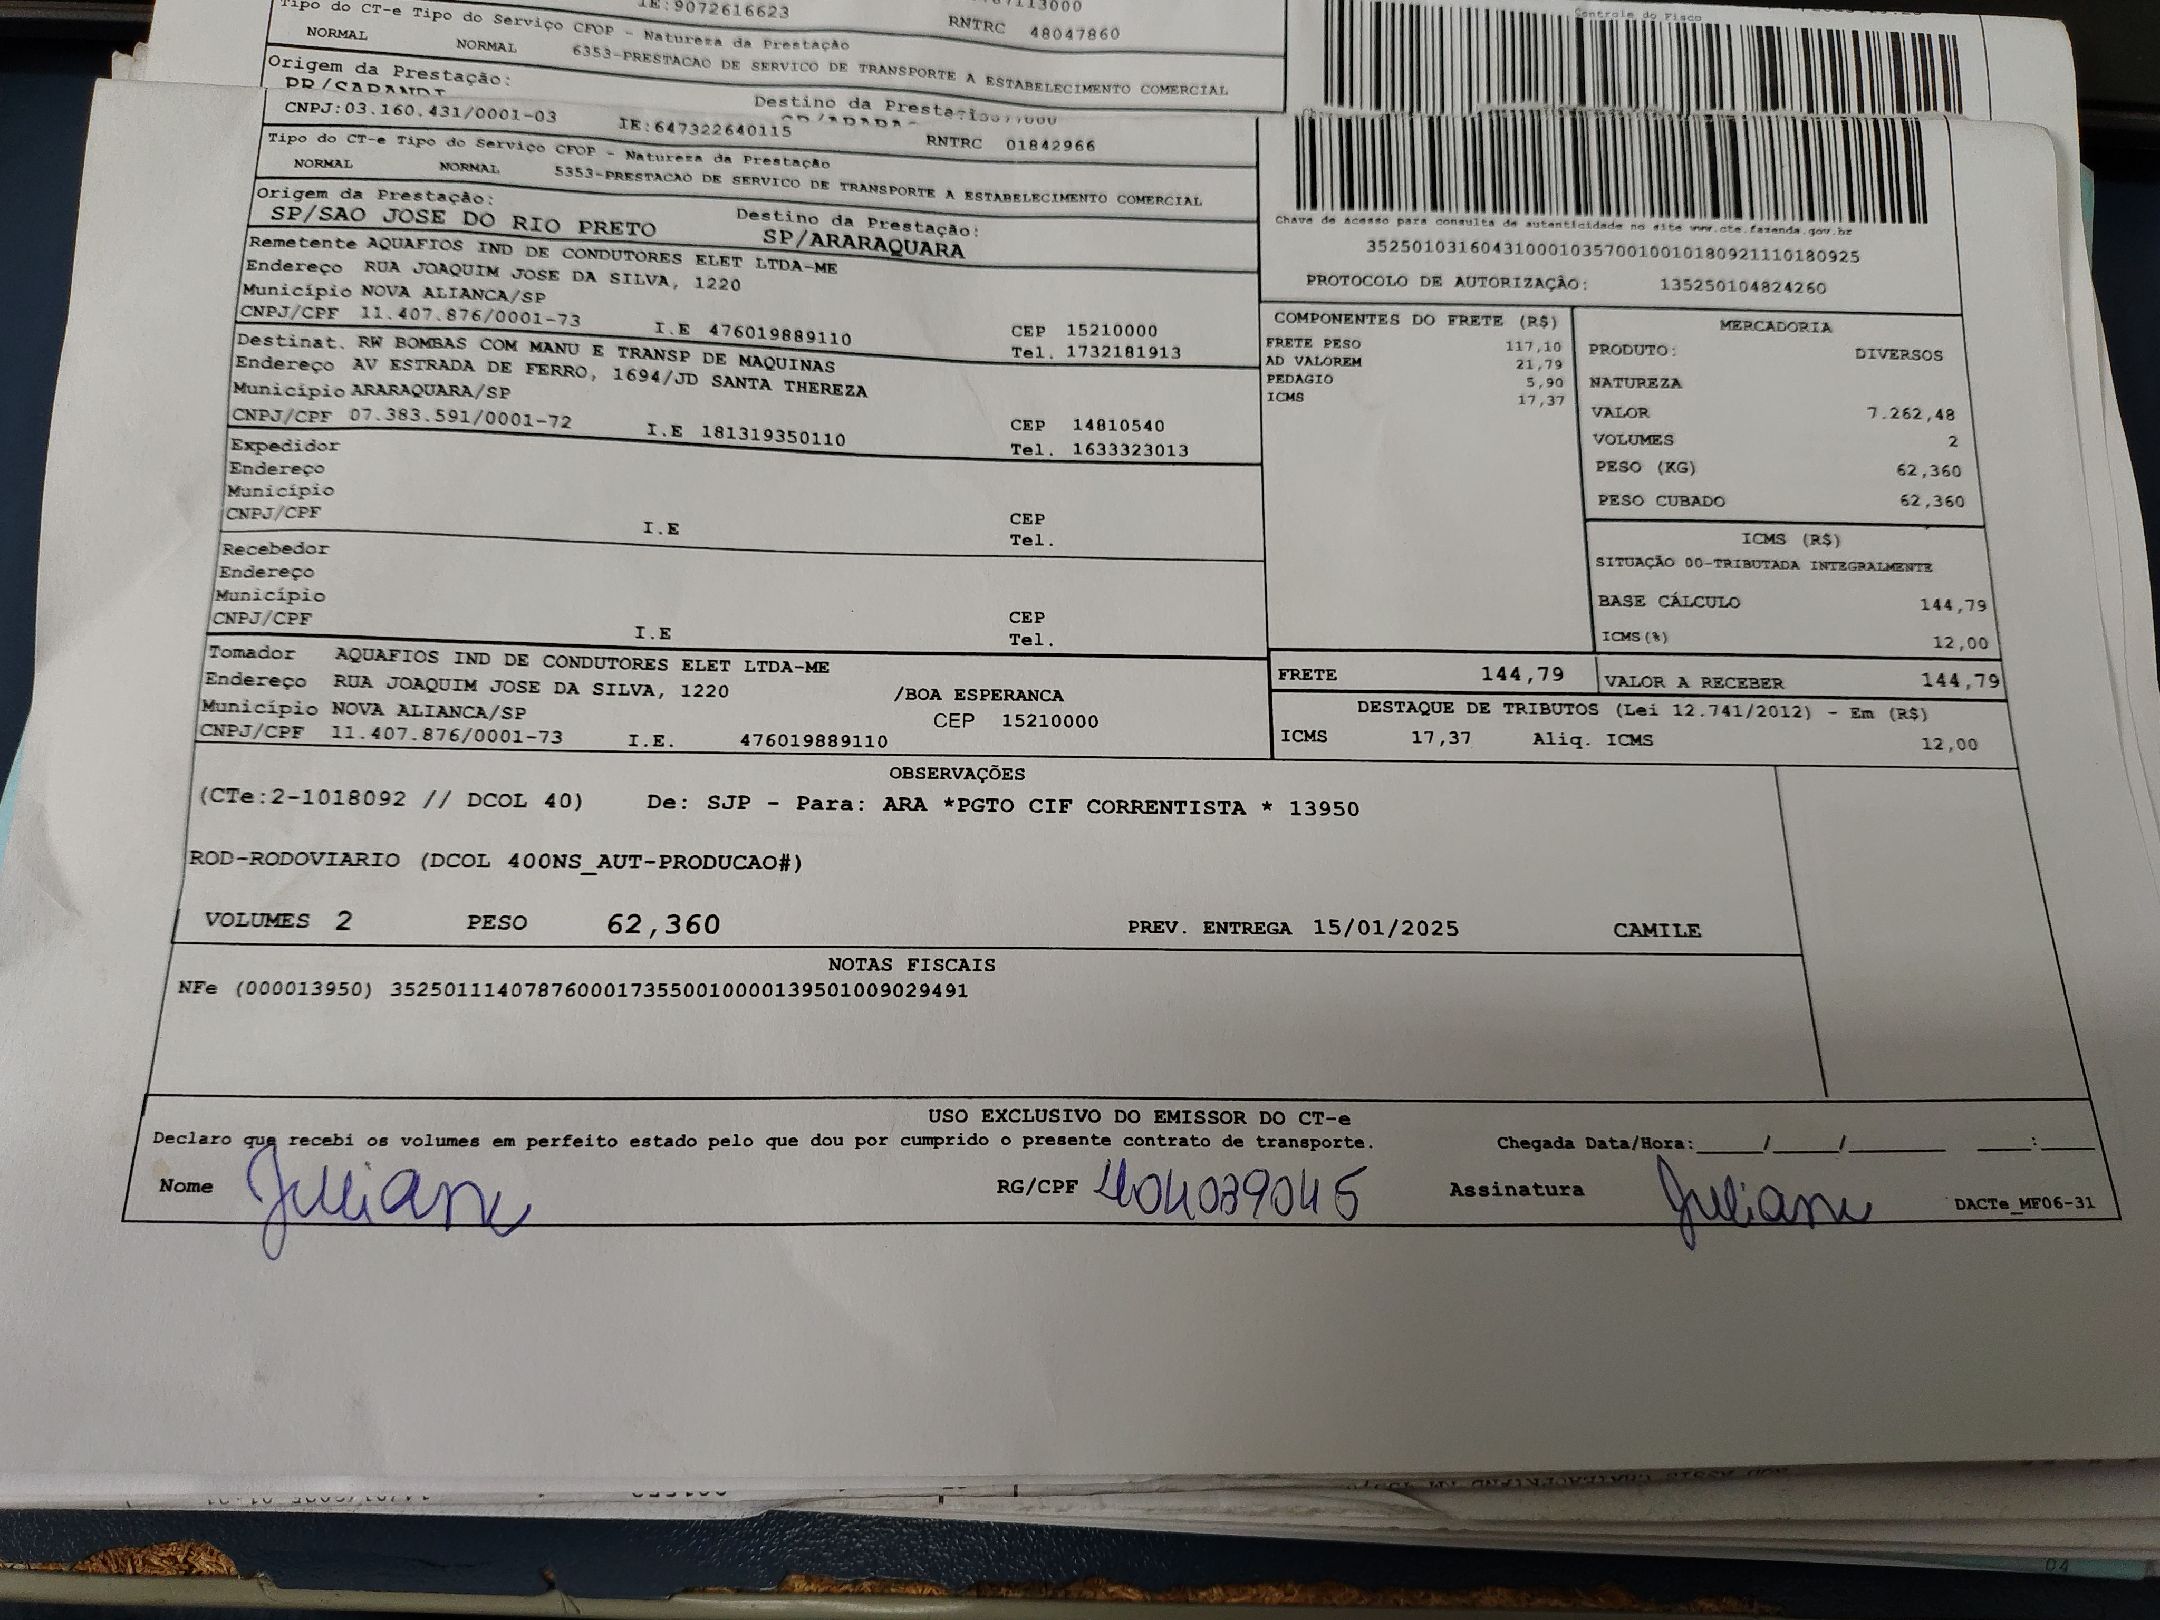 IE:9072616623
RNTRC 48047860
Controle do Fisco
Tipo do CT-e Tipo do Serviço CFOP - Natureza da Prestação
NORMAL NORMAL 6353-PRESTACAO DE SERVICO DE TRANSPORTE A ESTABELECIMENTO COMERCIAL
Origem da Prestação:
PR/SARANDI
Destino da Prestação
CNPJ:03.160.431/0001-03 IE:647322640115 RNTRC 01842966
Tipo do CT-e Tipo do Serviço CFOP - Natureza da Prestação
NORMAL NORMAL 5353-PRESTACAO DE SERVICO DE TRANSPORTE A ESTABELECIMENTO COMERCIAL
Origem da Prestação: Destino da Prestação:
SP/SAO JOSE DO RIO PRETO SP/ARARAQUARA
Chave de acesso para consulta de autenticidade no site www.cte.fazenda.gov.br
35250103160431000103570010010180921110180925
PROTOCOLO DE AUTORIZAÇÃO: 135250104824260
Remetente AQUAFIOS IND DE CONDUTORES ELET LTDA-ME
Endereço RUA JOAQUIM JOSE DA SILVA, 1220
Município NOVA ALIANCA/SP CEP 15210000
CNPJ/CPF 11.407.876/0001-73 I.E 476019889110 Tel. 1732181913
Destinat. RW BOMBAS COM MANU E TRANSP DE MAQUINAS
Endereço AV ESTRADA DE FERRO, 1694/JD SANTA THEREZA
Município ARARAQUARA/SP CEP 14810540
CNPJ/CPF 07.383.591/0001-72 I.E 181319350110 Tel. 1633323013
Expedidor
Endereço
Município CEP
CNPJ/CPF I.E Tel.
Recebedor
Endereço
Município CEP
CNPJ/CPF I.E Tel.
Tomador AQUAFIOS IND DE CONDUTORES ELET LTDA-ME
Endereço RUA JOAQUIM JOSE DA SILVA, 1220 /BOA ESPERANCA
Município NOVA ALIANCA/SP CEP 15210000
CNPJ/CPF 11.407.876/0001-73 I.E. 476019889110
COMPONENTES DO FRETE (R$)
FRETE PESO 117,10
AD VALOREM 21,79
PEDAGIO 5,90
ICMS 17,37
MERCADORIA
PRODUTO: DIVERSOS
NATUREZA
VALOR 7.262,48
VOLUMES 2
PESO (KG) 62,360
PESO CUBADO 62,360
ICMS (R$)
SITUAÇÃO 00-TRIBUTADA INTEGRALMENTE
BASE CÁLCULO 144,79
ICMS(%) 12,00
FRETE 144,79 VALOR A RECEBER 144,79
DESTAQUE DE TRIBUTOS (Lei 12.741/2012) - Em (R$)
ICMS 17,37 Aliq. ICMS 12,00
OBSERVAÇÕES
(CTe:2-1018092 // DCOL 40) De: SJP - Para: ARA *PGTO CIF CORRENTISTA * 13950
ROD-RODOVIARIO (DCOL 400NS_AUT-PRODUCAO#)
VOLUMES 2 PESO 62,360 PREV. ENTREGA 15/01/2025 CAMILE
NOTAS FISCAIS
NFe (000013950) 35250111407876000173550010000139501009029491
USO EXCLUSIVO DO EMISSOR DO CT-e
Declaro que recebi os volumes em perfeito estado pelo que dou por cumprido o presente contrato de transporte. Chegada Data/Hora:_____/_____/________ ____:____
Nome Juliane RG/CPF 404089045 Assinatura Juliane DACTe_MF06-31
04